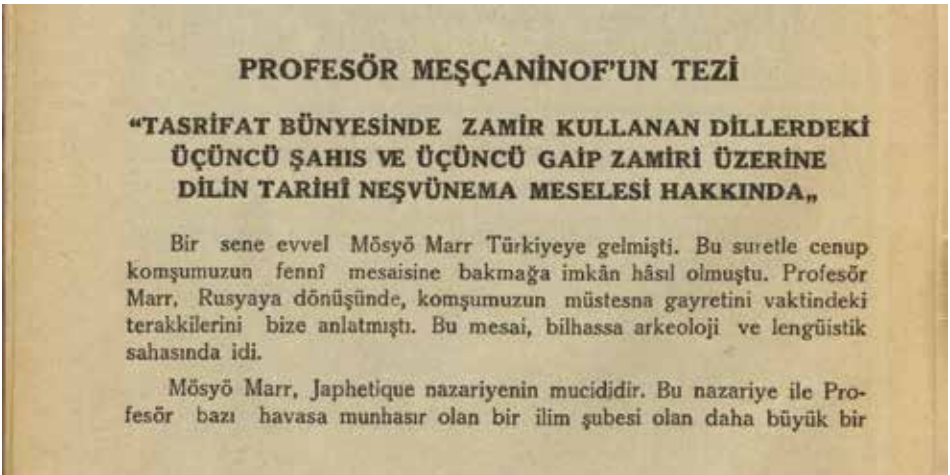 PROFESÖR MEŞÇANİNOF'UN TEZİ
“TASRİFAT BÜNYESİNDE ZAMİR KULLANAN DİLLERDEKİ
ÜÇÜNCÜ ŞAHIS VE ÜÇÜNCÜ GAİP ZAMİRİ ÜZERİNE
DİLİN TARİHÎ NEŞVÜNEMA MESELESİ HAKKINDA„
Bir sene evvel Mösyö Marr Türkiyeye gelmişti. Bu suretle cenup
komşumuzun fennî mesaisine bakmağa imkân hâsıl olmuştu. Profesör
Marr, Rusyaya dönüşünde, komşumuzun müstesna gayretini vaktindeki
terakkilerini bize anlatmıştı. Bu mesai, bilhassa arkeoloji ve lengüistik
sahasında idi.
Mösyö Marr, Japhetique nazariyenin mucididir. Bu nazariye ile Pro-
fesör bazı havasa munhasır olan bir ilim şubesi olan daha büyük bir